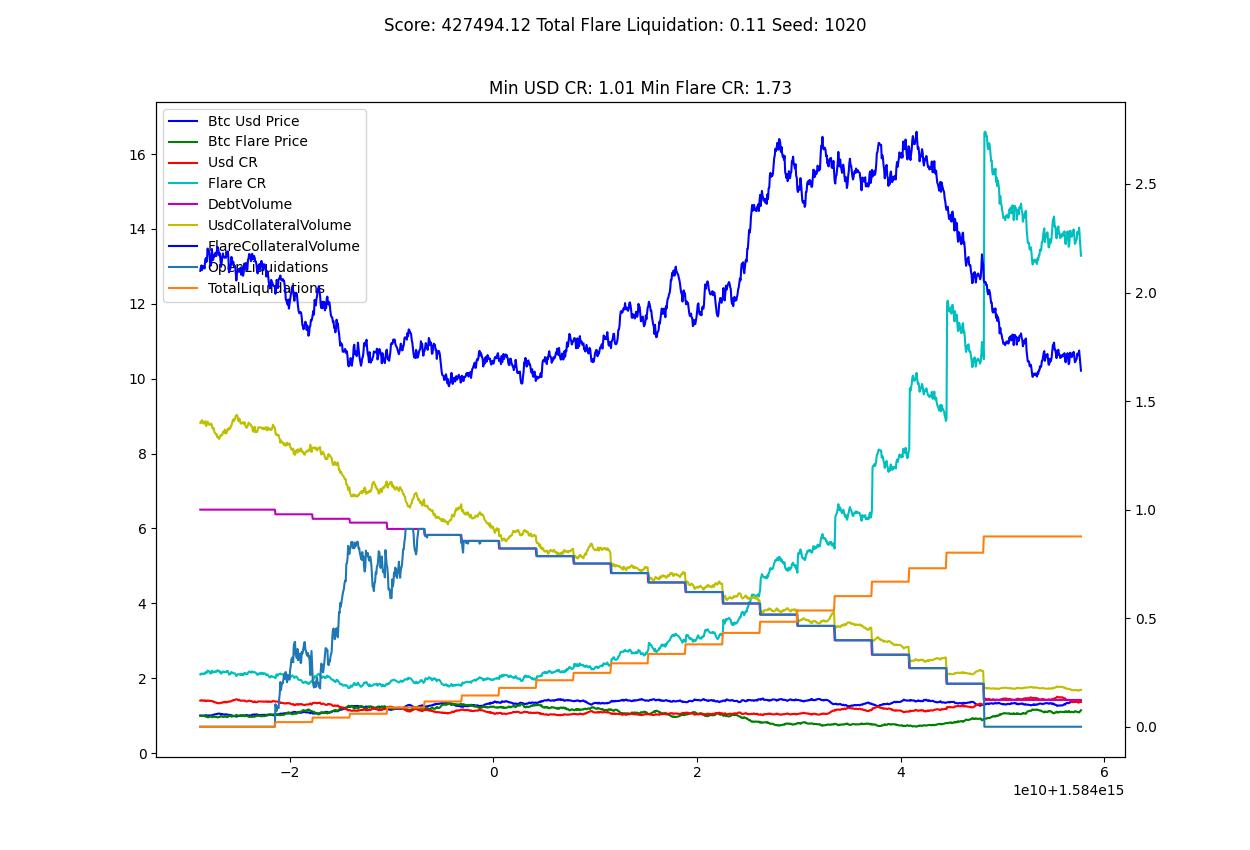 Score: 427494.12 Total Flare Liquidation: 0.11 Seed: 1020
Min USD CR: 1.01 Min Flare CR: 1.73
Btc Usd Price
Btc Flare Price
Usd CR
Flare CR
DebtVolume
UsdCollateralVolume
FlareCollateralVolume
OpenLiquidations
TotalLiquidations
16
14
12
10
8
6
4
2
0
2.5
2.0
1.5
1.0
0.5
0.0
−2
0
2
4
6
1e10+1.584e15